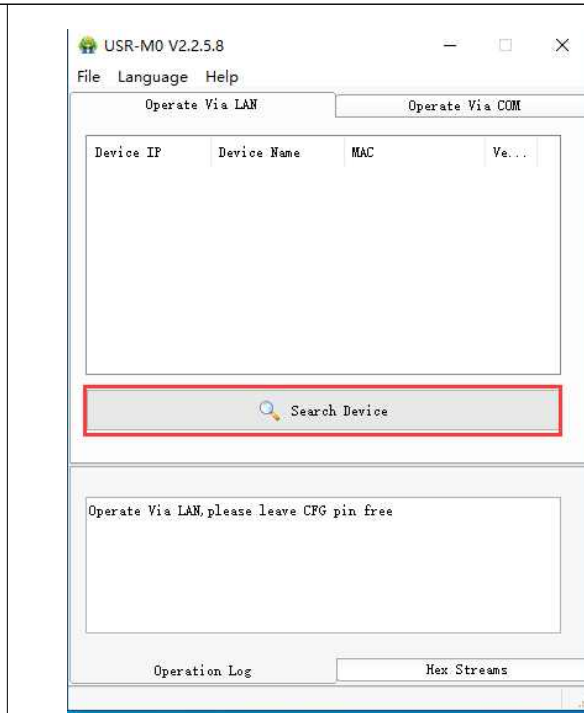 USR-M0 V2.2.5.8
File Language Help
Operate Via LAN Operate Via COM
Device IP Device Name MAC Ve...
Search Device
Operate Via LAN,please leave CFG pin free
Operation Log Hex Streams